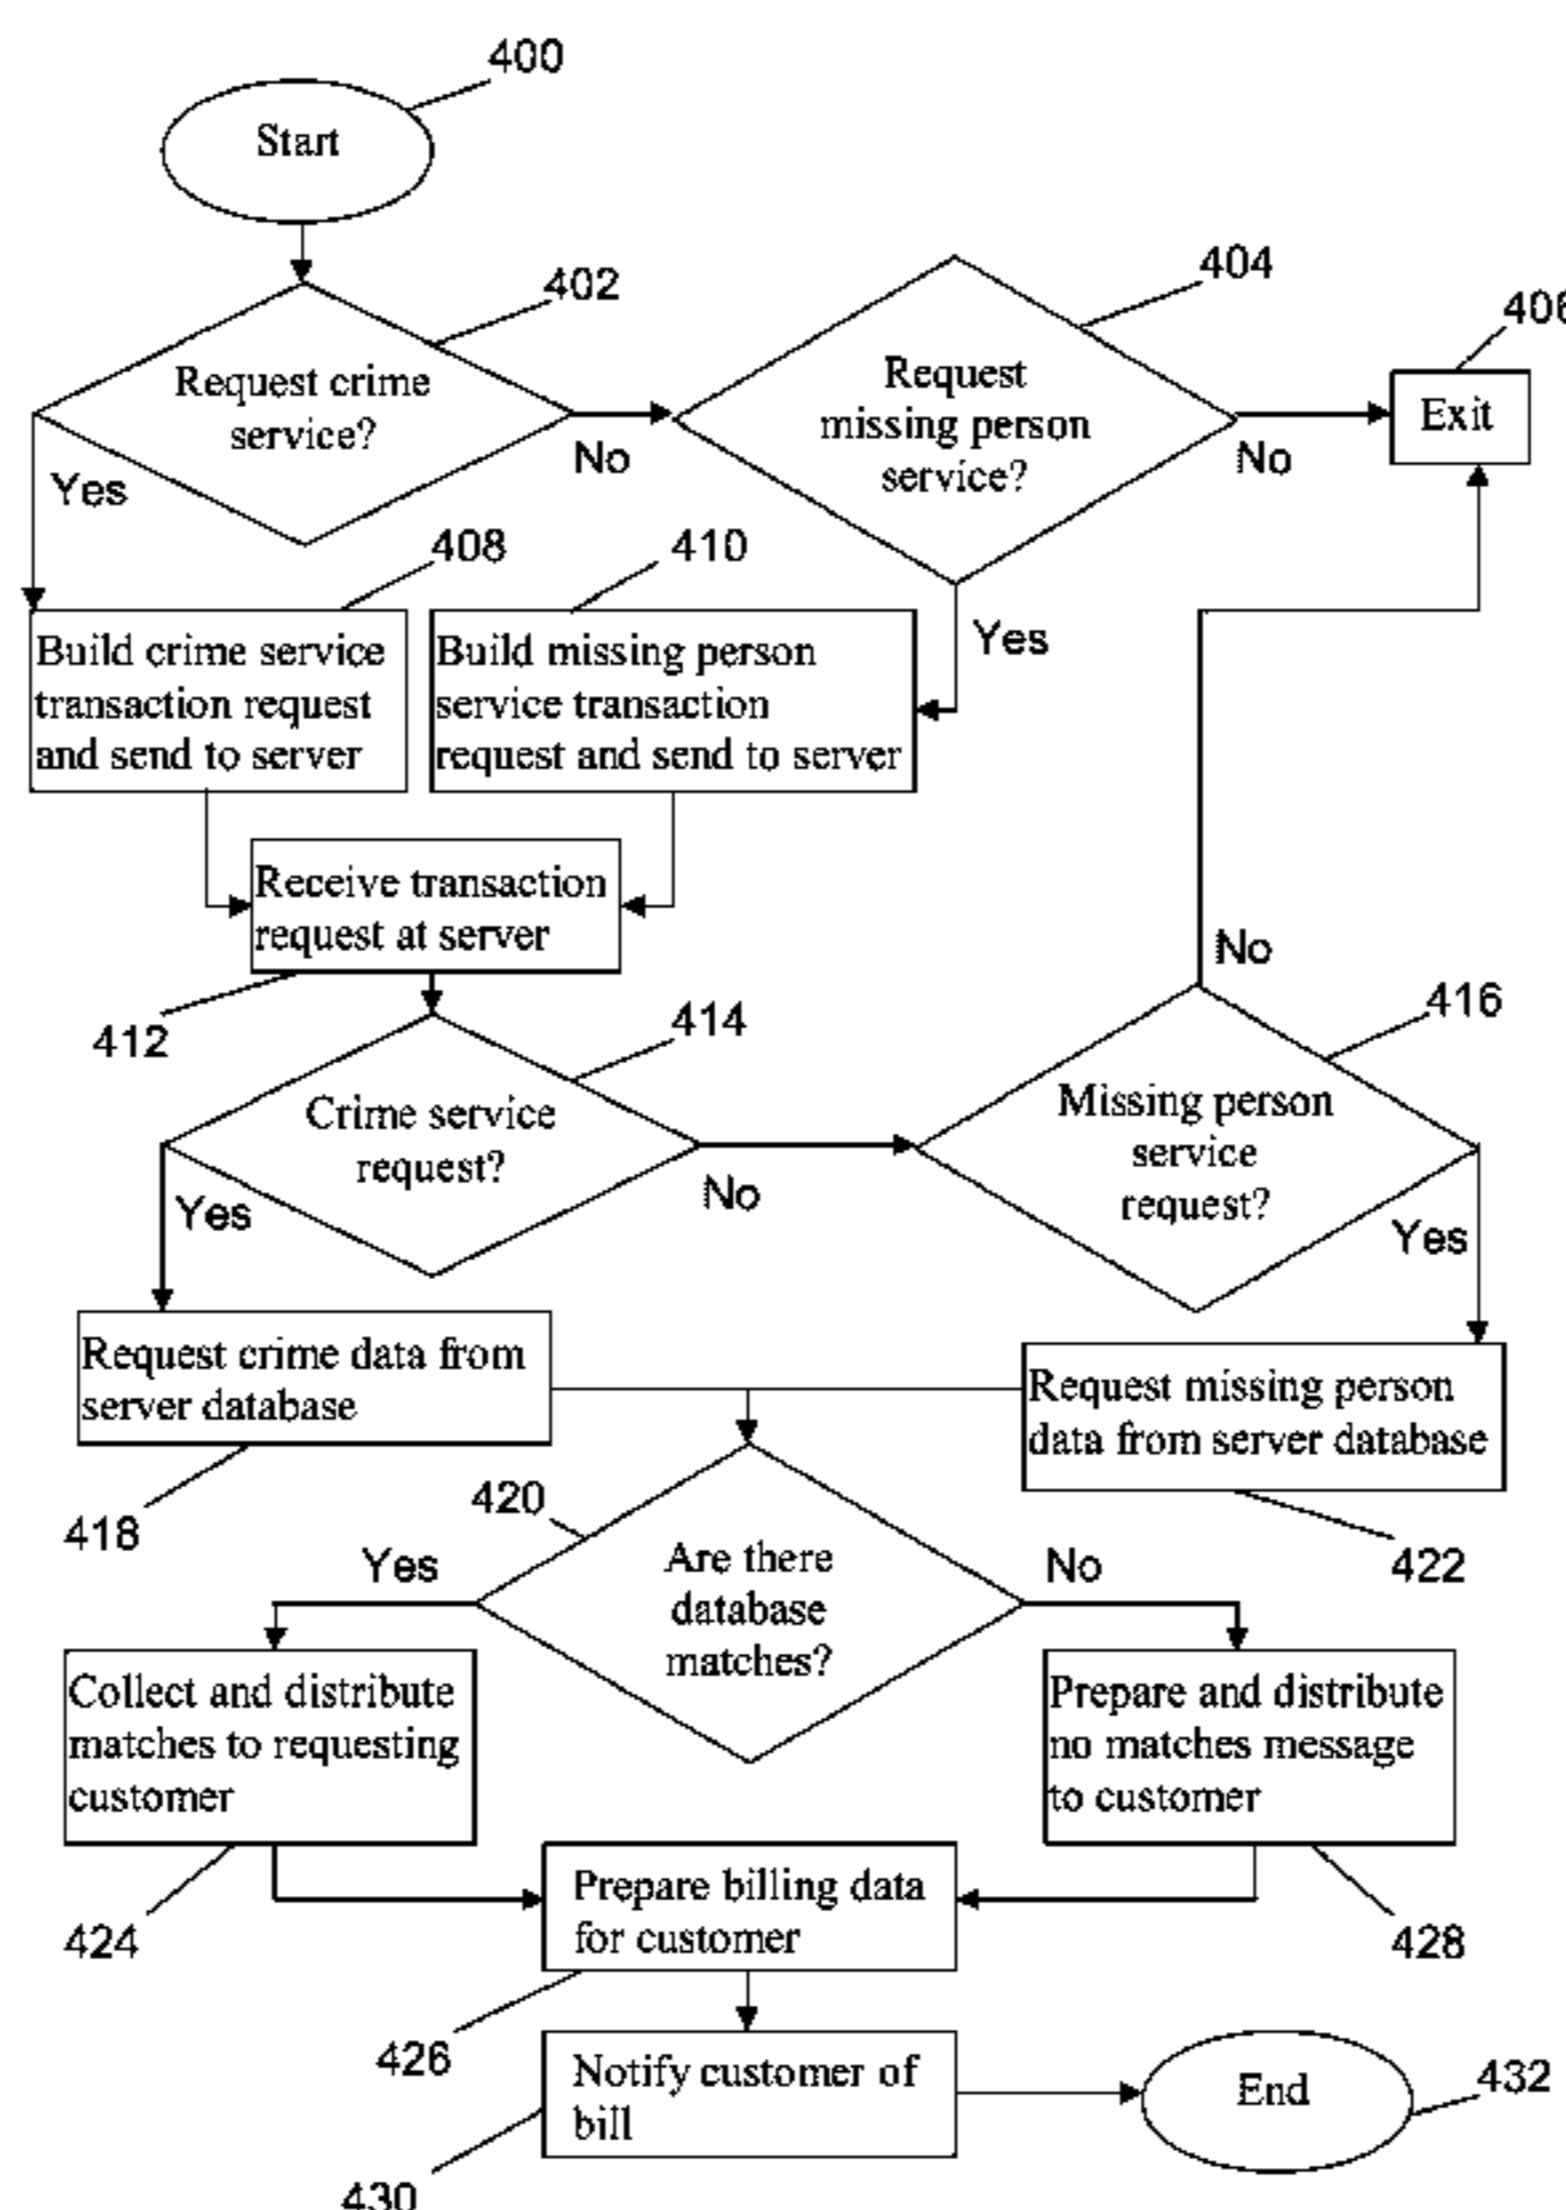 400
Start
402
404
406
Request crime
service?
Request
missing person
service?
Exit
No
No
Yes
408
410
Yes
Build crime service
transaction request
and send to server
Build missing person
service transaction
request and send to server
Receive transaction
request at server
No
412
414
416
Crime service
request?
Missing person
service
request?
No
Yes
Yes
Request crime data from
server database
Request missing person
data from server database
418
420
422
Yes
Are there
database
matches?
No
Collect and distribute
matches to requesting
customer
Prepare and distribute
no matches message
to customer
424
Prepare billing data
for customer
428
426
Notify customer of
bill
End
432
430